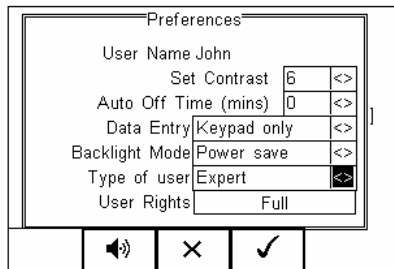 Preferences
User Name John
Set Contrast 6 <>
Auto Off Time (mins) 0 <>
Data Entry Keypad only <>
Backlight Mode Power save <>
Type of user Expert <>
User Rights Full
]